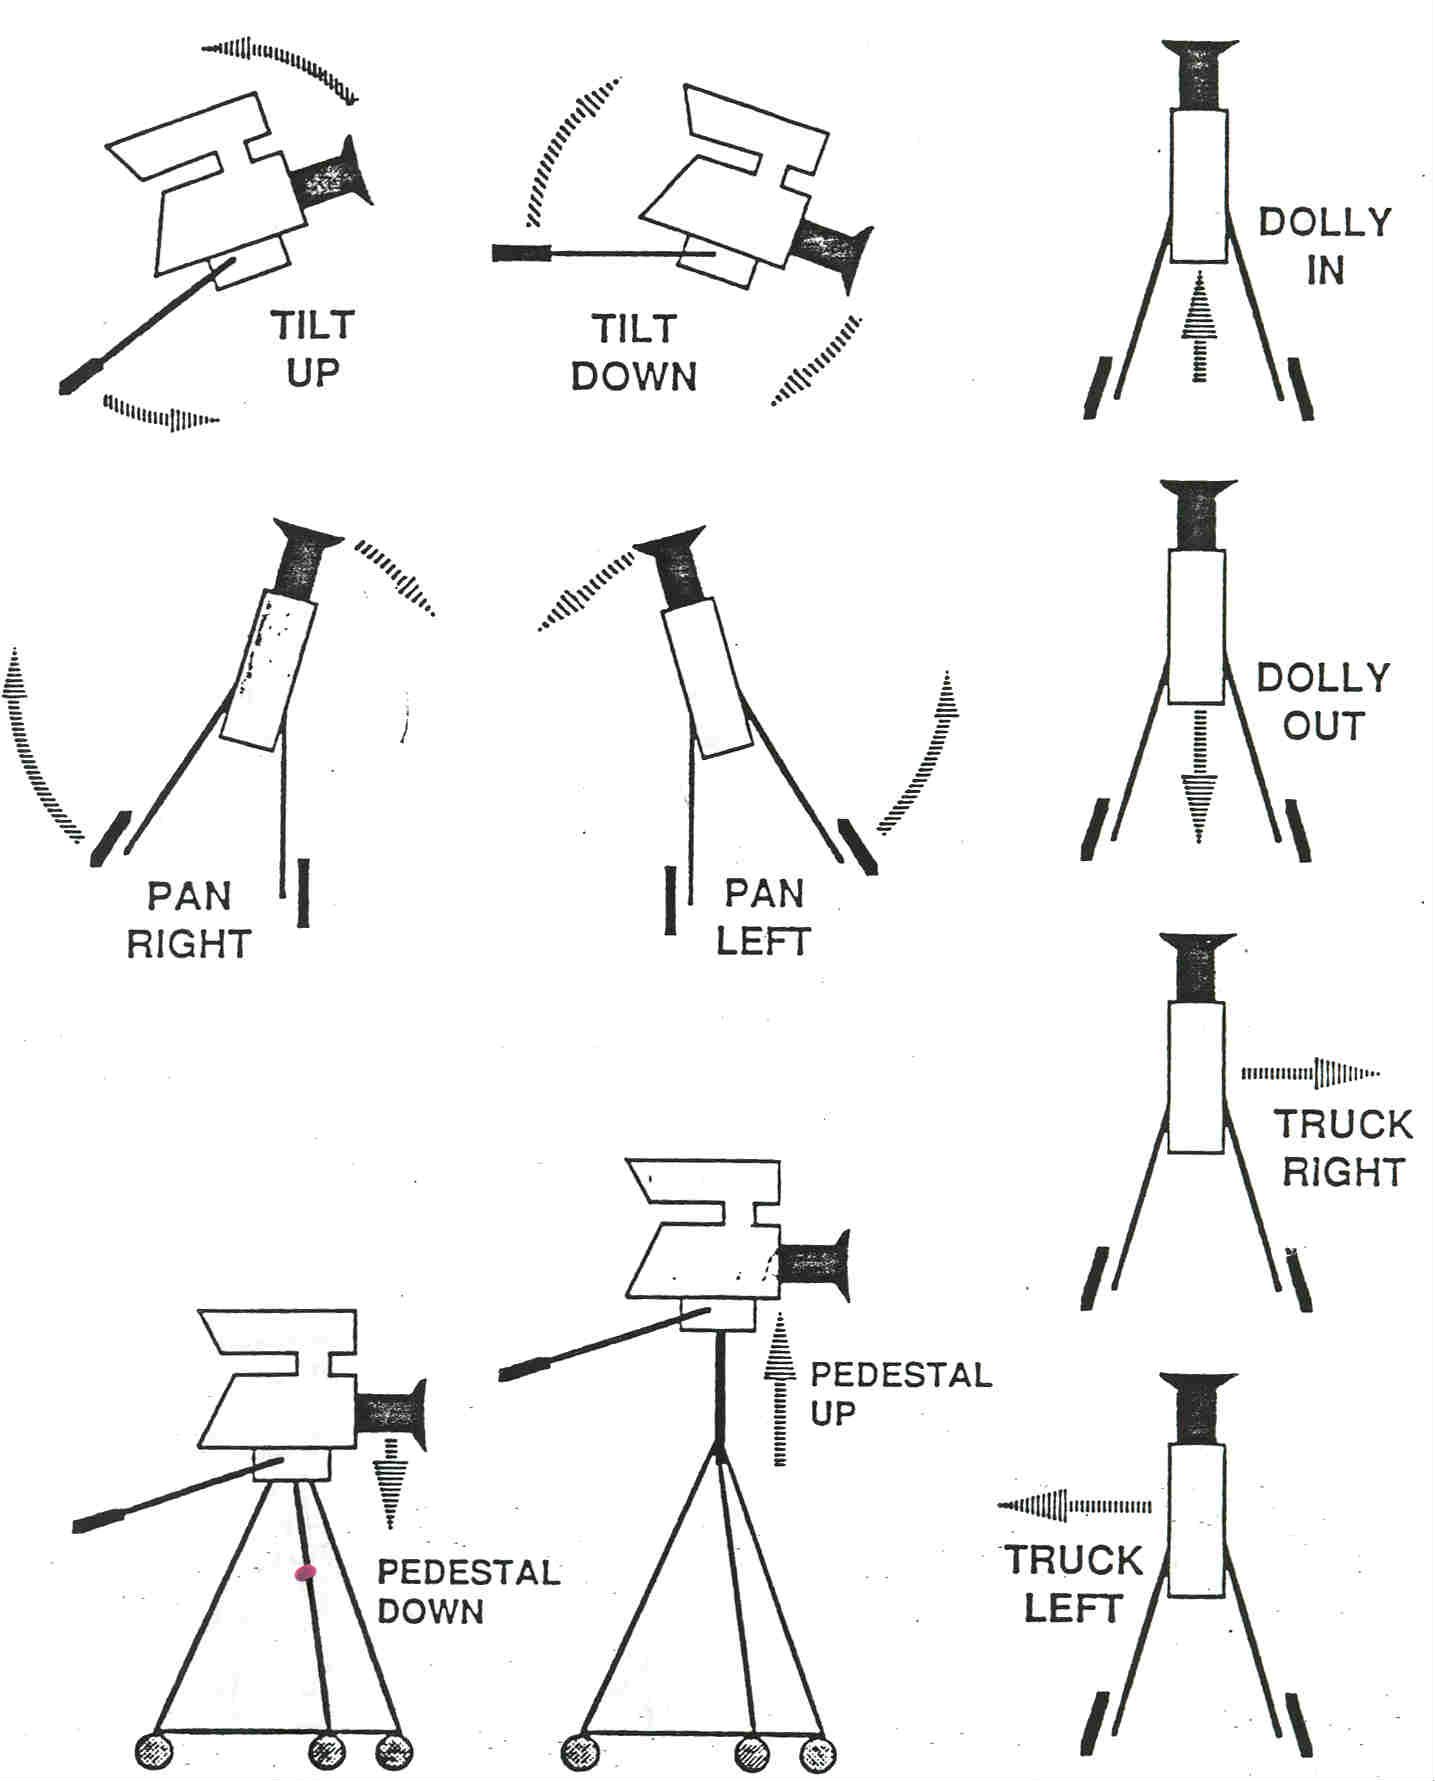 TILT
UP
TILT
DOWN
DOLLY
IN
PAN
RIGHT
PAN
LEFT
DOLLY
OUT
TRUCK
RIGHT
PEDESTAL
UP
PEDESTAL
DOWN
TRUCK
LEFT